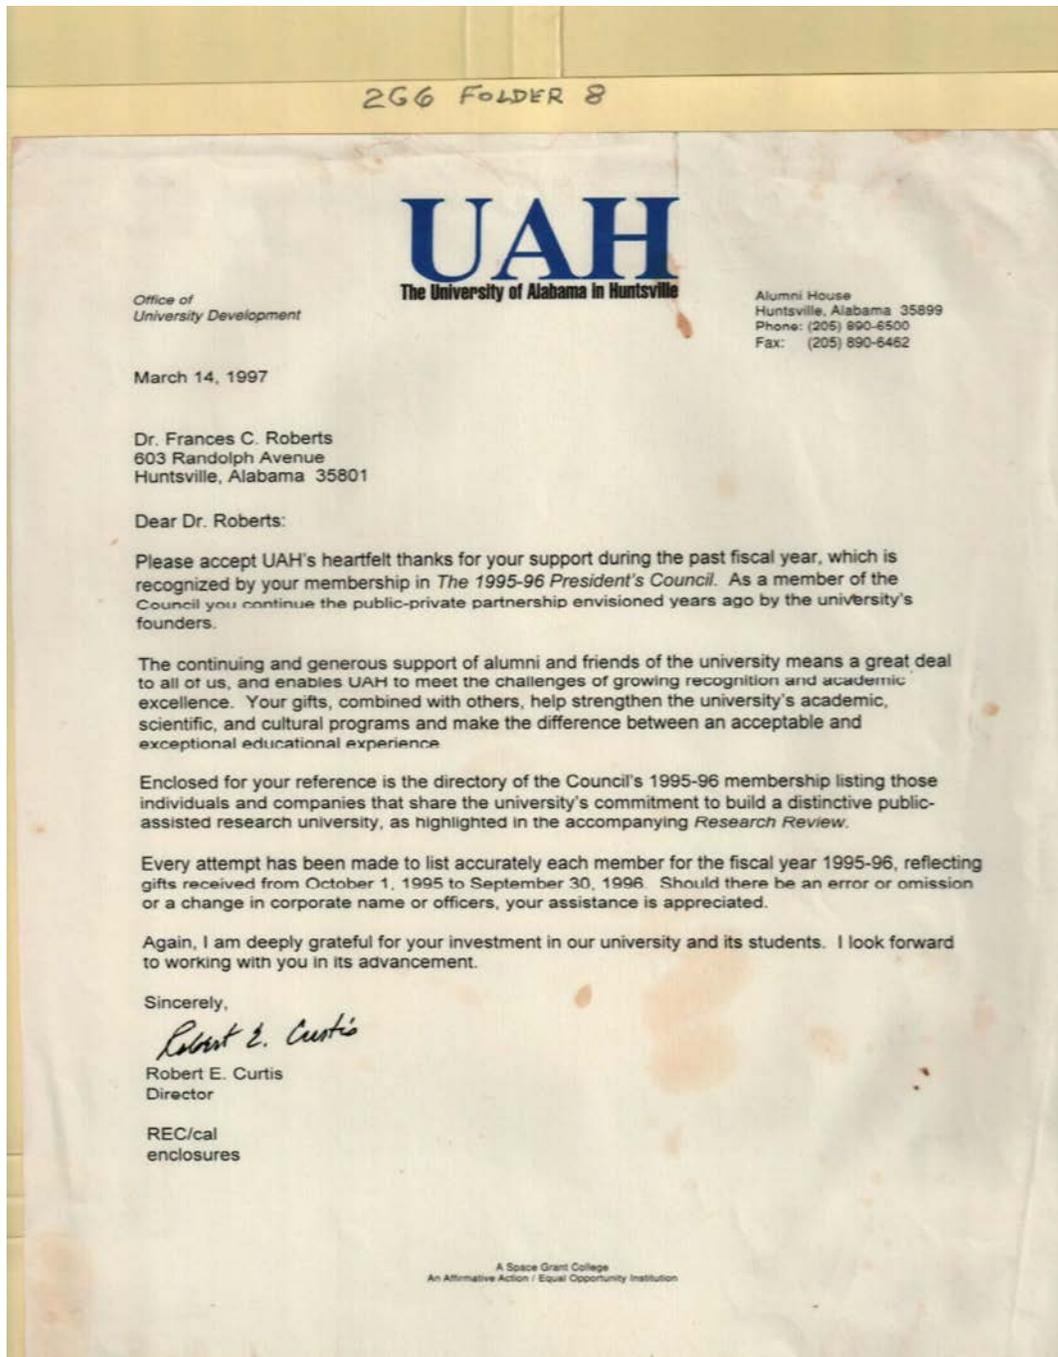 2G6 FOLDER 8
UAH
The University of Alabama in Huntsville
Office of
University Development
Alumni House
Huntsville, Alabama 35899
Phone: (205) 890-6500
Fax: (205) 890-6462
March 14, 1997
Dr. Frances C. Roberts
603 Randolph Avenue
Huntsville, Alabama 35801
Dear Dr. Roberts:
Please accept UAH's heartfelt thanks for your support during the past fiscal year, which is
recognized by your membership in The 1995-96 President's Council. As a member of the
Council you continue the public-private partnership envisioned years ago by the university's
founders.
The continuing and generous support of alumni and friends of the university means a great deal
to all of us, and enables UAH to meet the challenges of growing recognition and academic
excellence. Your gifts, combined with others, help strengthen the university's academic,
scientific, and cultural programs and make the difference between an acceptable and
exceptional educational experience.
Enclosed for your reference is the directory of the Council's 1995-96 membership listing those
individuals and companies that share the university's commitment to build a distinctive public-
assisted research university, as highlighted in the accompanying Research Review.
Every attempt has been made to list accurately each member for the fiscal year 1995-96, reflecting
gifts received from October 1, 1995 to September 30, 1996. Should there be an error or omission
or a change in corporate name or officers, your assistance is appreciated.
Again, I am deeply grateful for your investment in our university and its students. I look forward
to working with you in its advancement.
Sincerely,
Robert E. Curtis
Robert E. Curtis
Director
REC/cal
enclosures
A Space Grant College
An Affirmative Action / Equal Opportunity Institution